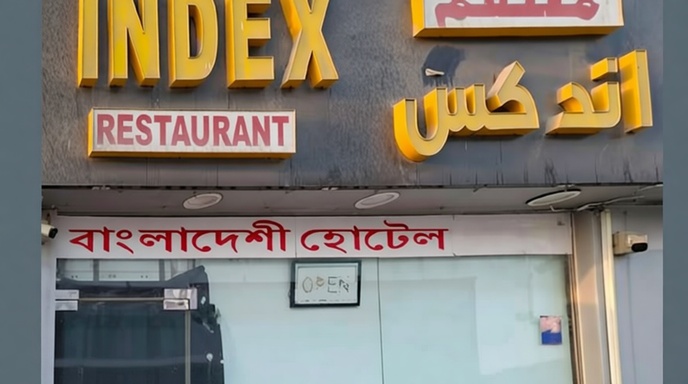 INDEX
مطعم
اندكس
RESTAURANT
বাংলাদেশী হোটেল
OPEN